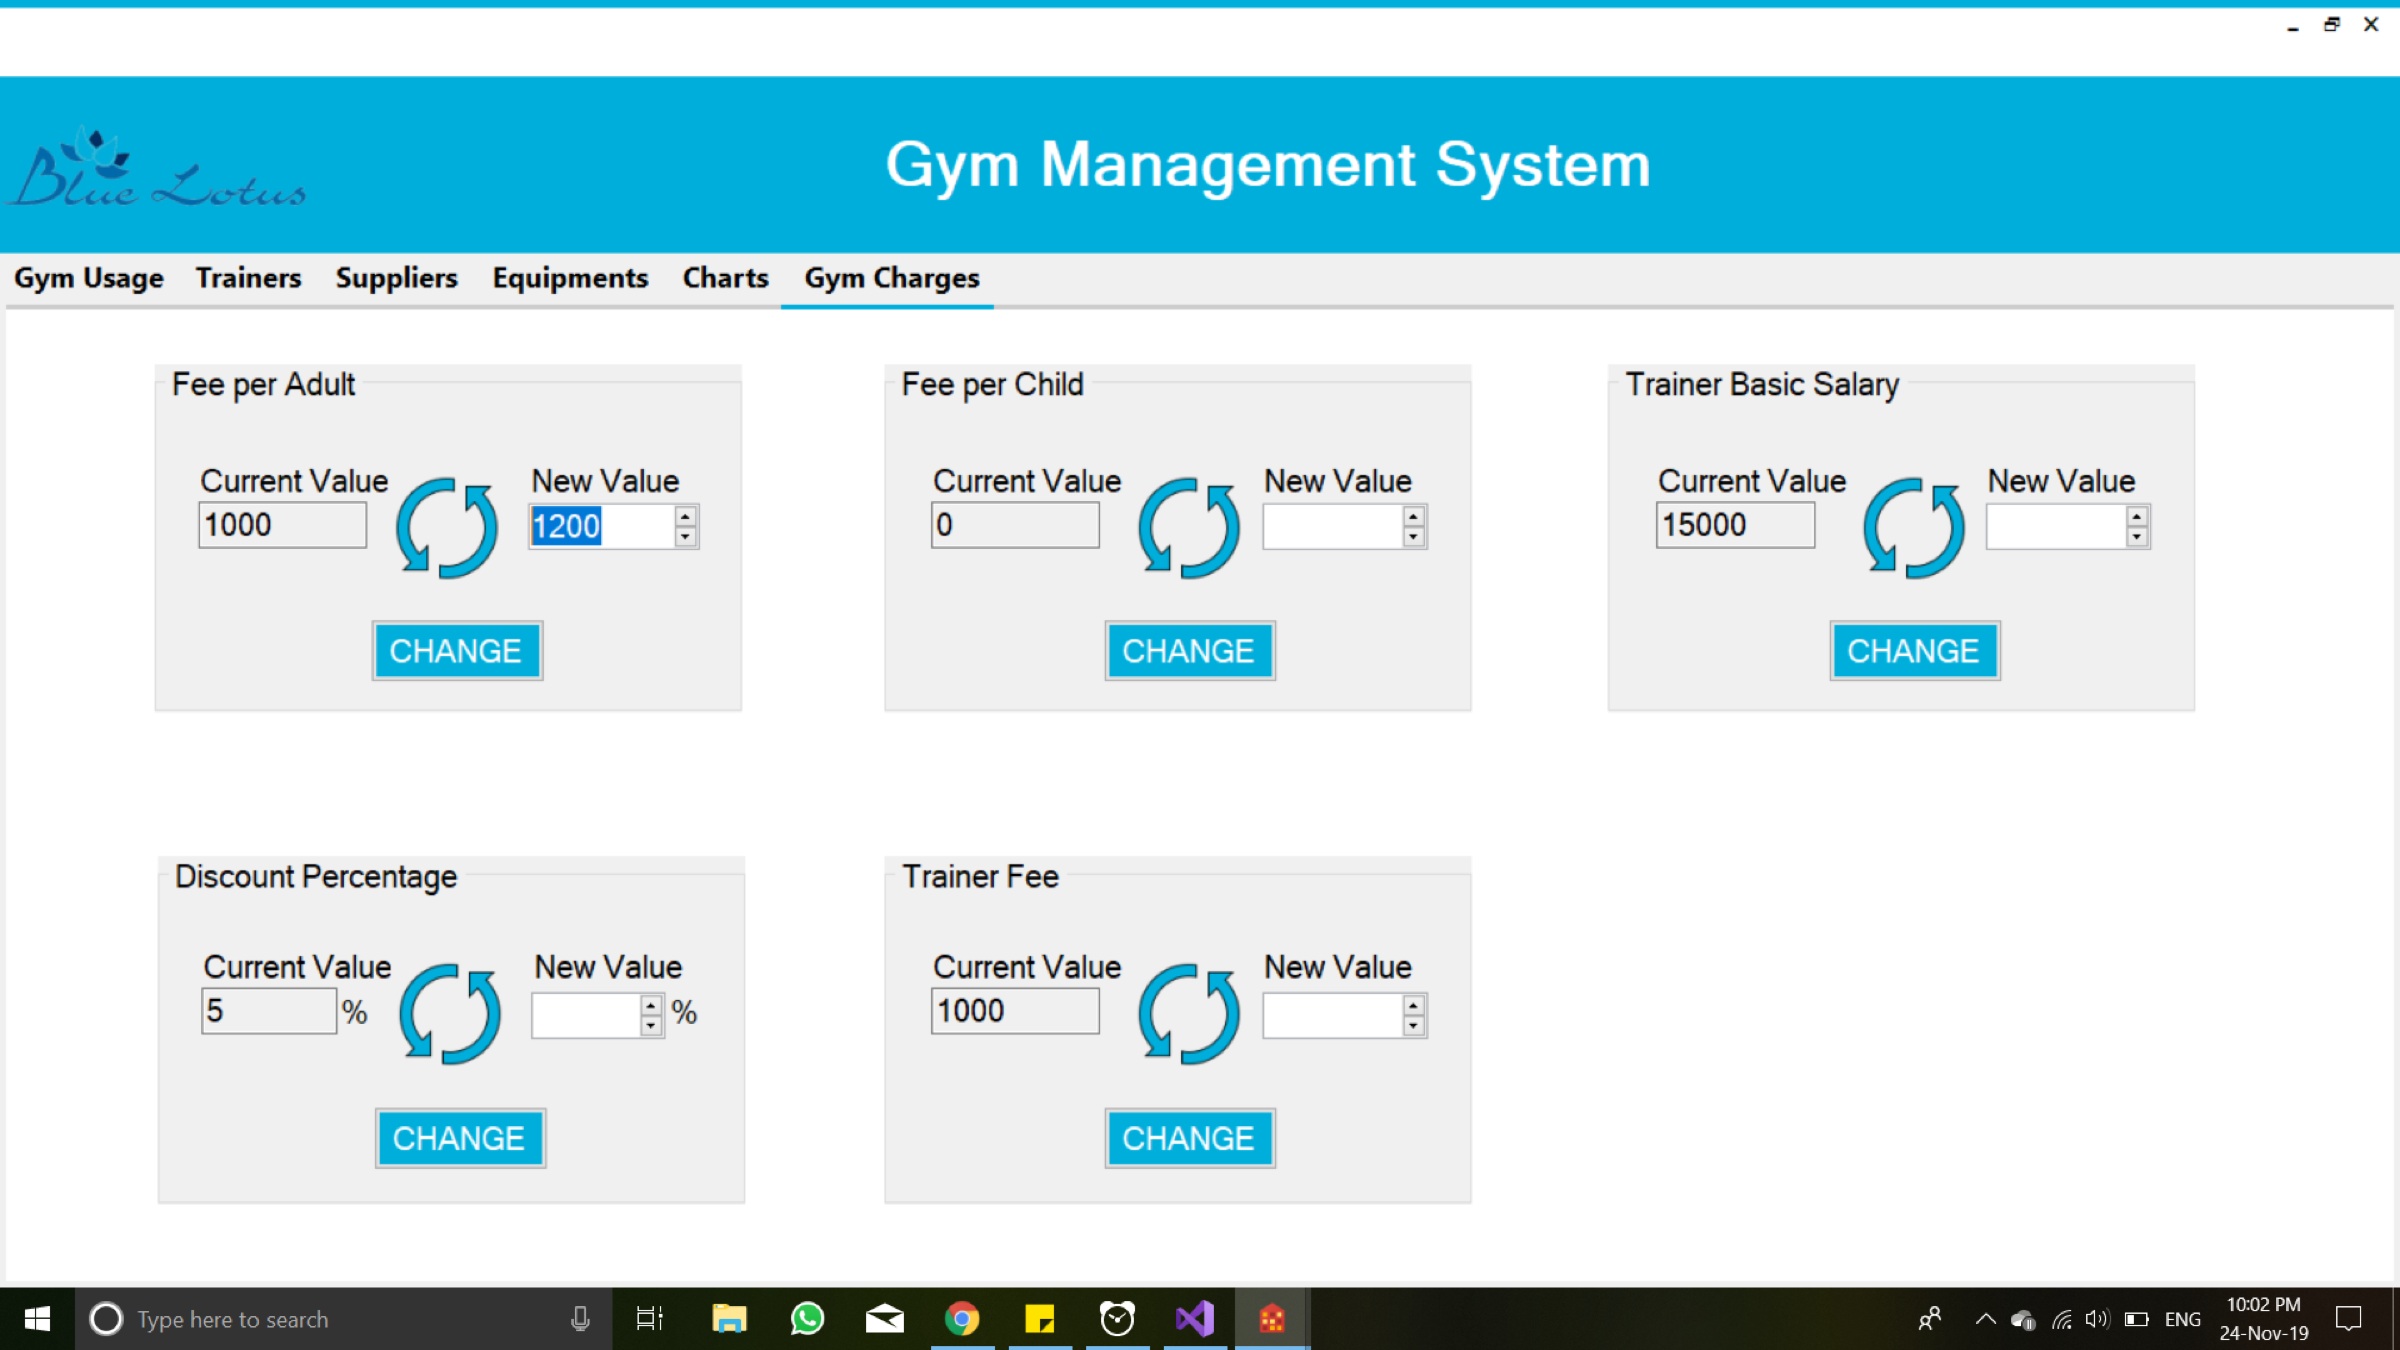 Blue Lotus
Gym Management System
Gym Usage Trainers Suppliers Equipments Charts Gym Charges
Fee per Adult
Current Value New Value
1000 1200
CHANGE
Fee per Child
Current Value New Value
0
CHANGE
Trainer Basic Salary
Current Value New Value
15000
CHANGE
Discount Percentage
Current Value New Value
5 % %
CHANGE
Trainer Fee
Current Value New Value
1000
CHANGE
Type here to search
ENG
10:02 PM
24-Nov-19